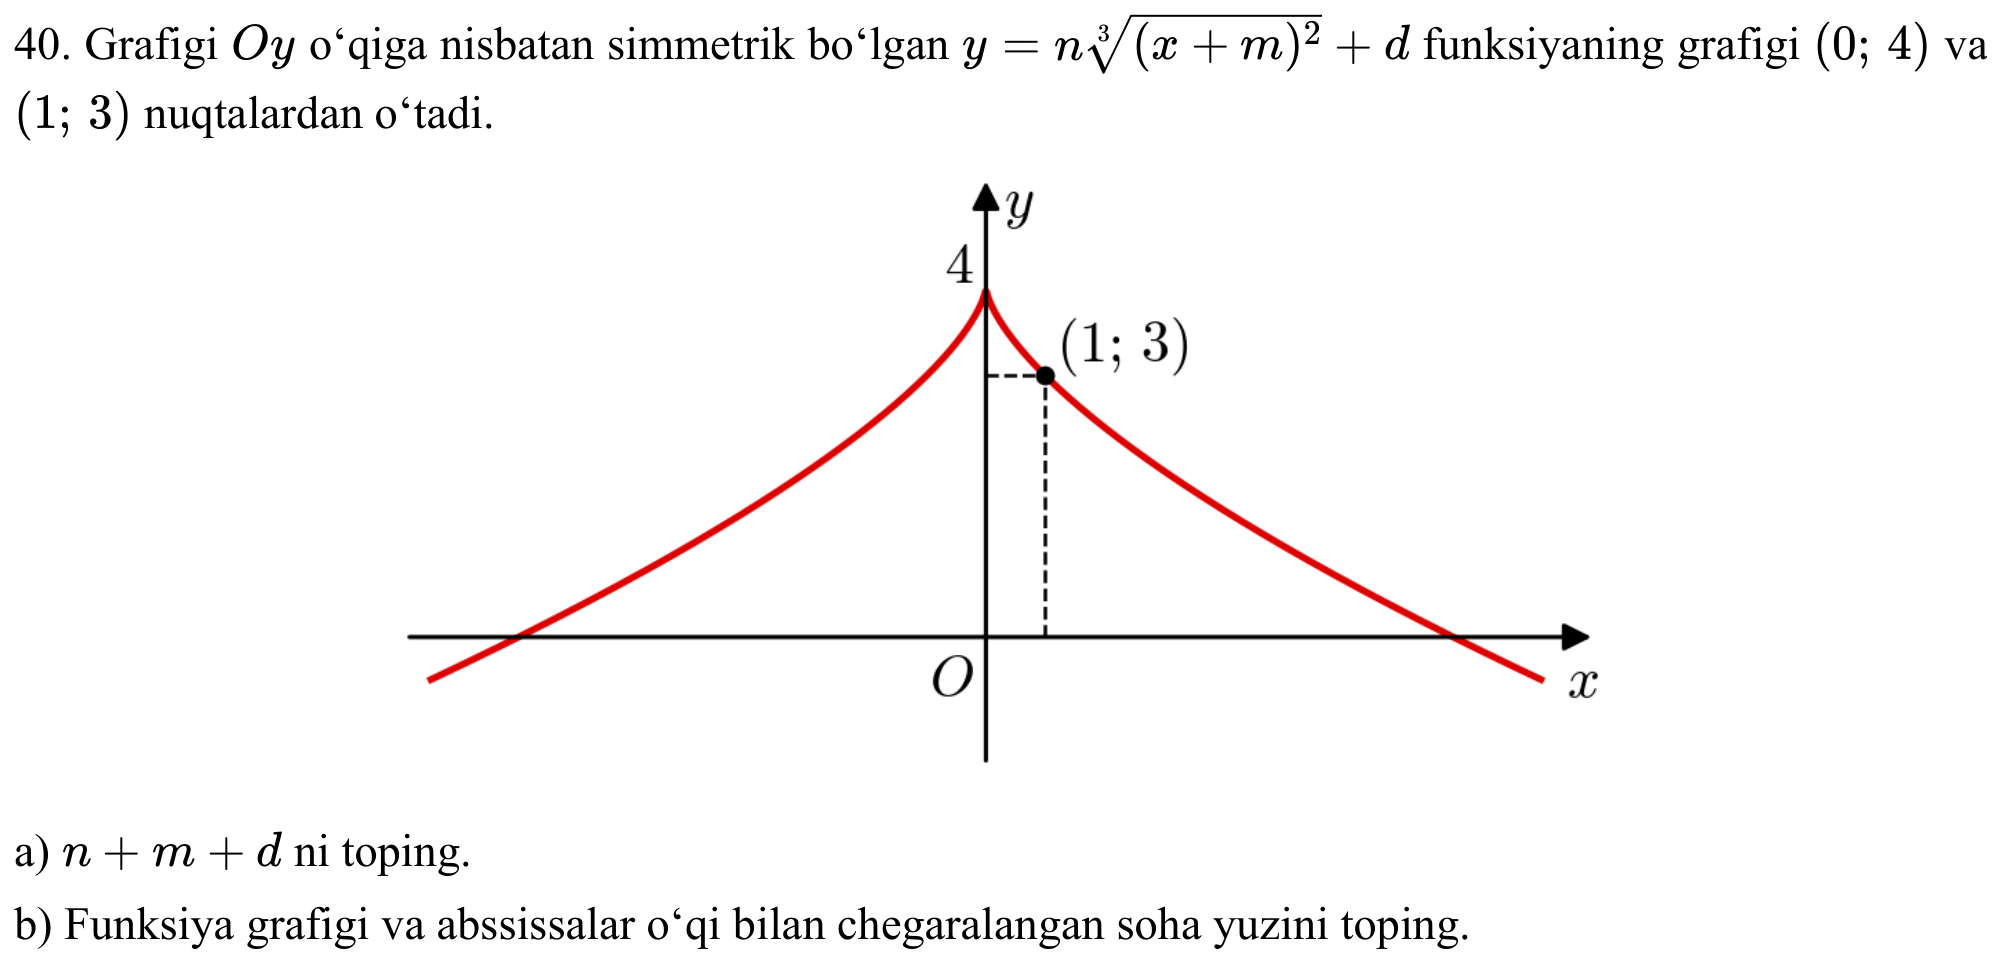 40. Grafigi Oy o‘qiga nisbatan simmetrik bo‘lgan y = n∛((x + m)²) + d funksiyaning grafigi (0; 4) va
(1; 3) nuqtalardan o‘tadi.
y
4
(1; 3)
O
x
a) n + m + d ni toping.
b) Funksiya grafigi va abssissalar o‘qi bilan chegaralangan soha yuzini toping.